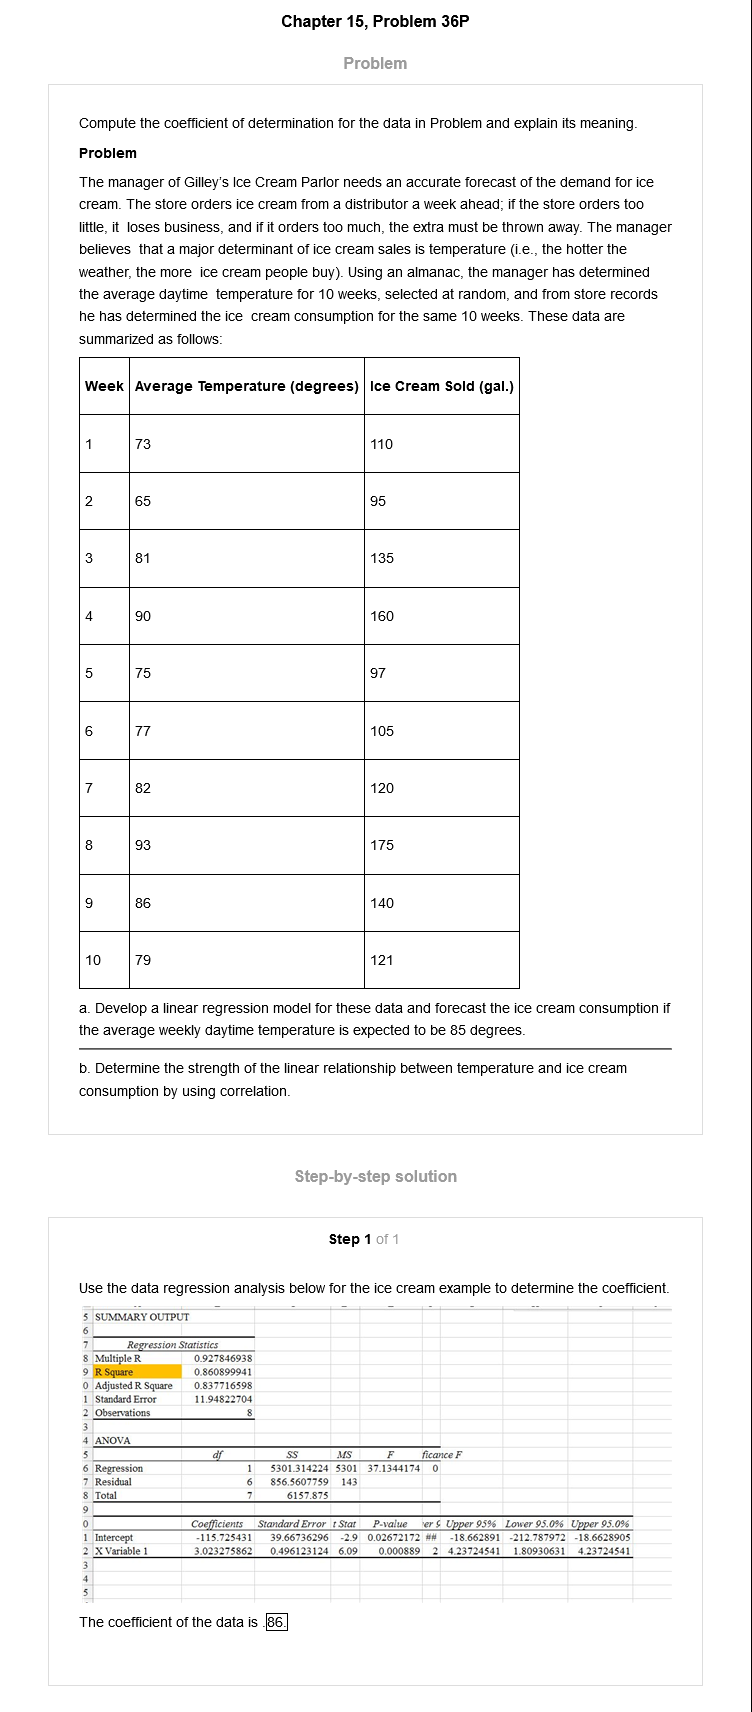 Chapter 15, Problem 36P
Problem
Compute the coefficient of determination for the data in Problem and explain its meaning.
Problem
The manager of Gilley's Ice Cream Parlor needs an accurate forecast of the demand for ice
cream. The store orders ice cream from a distributor a week ahead; if the store orders too
little, it loses business, and if it orders too much, the extra must be thrown away. The manager
believes that a major determinant of ice cream sales is temperature (i.e., the hotter the
weather, the more ice cream people buy). Using an almanac, the manager has determined
the average daytime temperature for 10 weeks, selected at random, and from store records
he has determined the ice cream consumption for the same 10 weeks. These data are
summarized as follows:
Week Average Temperature (degrees) Ice Cream Sold (gal.)
1 73 110
2 65 95
3 81 135
4 90 160
5 75 97
6 77 105
7 82 120
8 93 175
9 86 140
10 79 121
a. Develop a linear regression model for these data and forecast the ice cream consumption if
the average weekly daytime temperature is expected to be 85 degrees.
b. Determine the strength of the linear relationship between temperature and ice cream
consumption by using correlation.
Step-by-step solution
Step 1 of 1
Use the data regression analysis below for the ice cream example to determine the coefficient.
5 SUMMARY OUTPUT
6
7 Regression Statistics
8 Multiple R 0.927846938
9 R Square 0.860899941
0 Adjusted R Square 0.837716598
1 Standard Error 11.94822704
2 Observations 8
3
4 ANOVA
5 df SS MS F ficance F
6 Regression 1 5301.314224 5301 37.1344174 0
7 Residual 6 856.5607759 143
8 Total 7 6157.875
9
0 Coefficients Standard Error t Stat P-value Upper 95% Lower 95.0% Upper 95.0%
1 Intercept -115.725431 39.66736296 -2.9 0.02672172 ## -18.662891 -212.787972 -18.6628905
2 X Variable 1 3.023275862 0.496123124 6.09 0.000889 2 4.23724541 1.80930631 4.23724541
3
4
5
The coefficient of the data is .86.